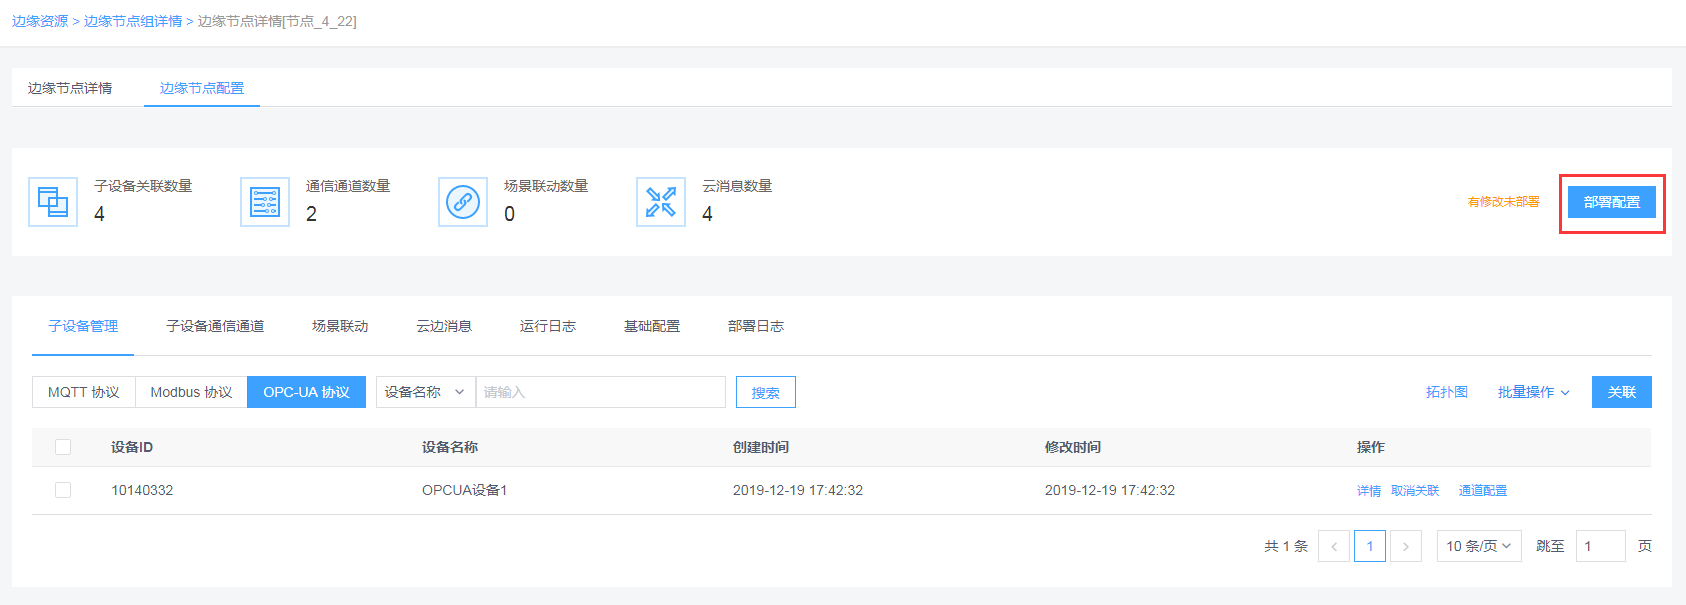 边缘资源 > 边缘节点组详情 > 边缘节点详情[节点_4_22]
边缘节点详情 边缘节点配置
子设备关联数量 通信通道数量 场景联动数量 云消息数量
4 2 0 4
有修改未部署 部署配置
子设备管理 子设备通信通道 场景联动 云边消息 运行日志 基础配置 部署日志
MQTT 协议 Modbus 协议 OPC-UA 协议 设备名称 请输入 搜索 拓扑图 批量操作 关联
设备ID 设备名称 创建时间 修改时间 操作
10140332 OPCUA设备1 2019-12-19 17:42:32 2019-12-19 17:42:32 详情 取消关联 通道配置
共 1 条 < 1 > 10 条/页 跳至 1 页